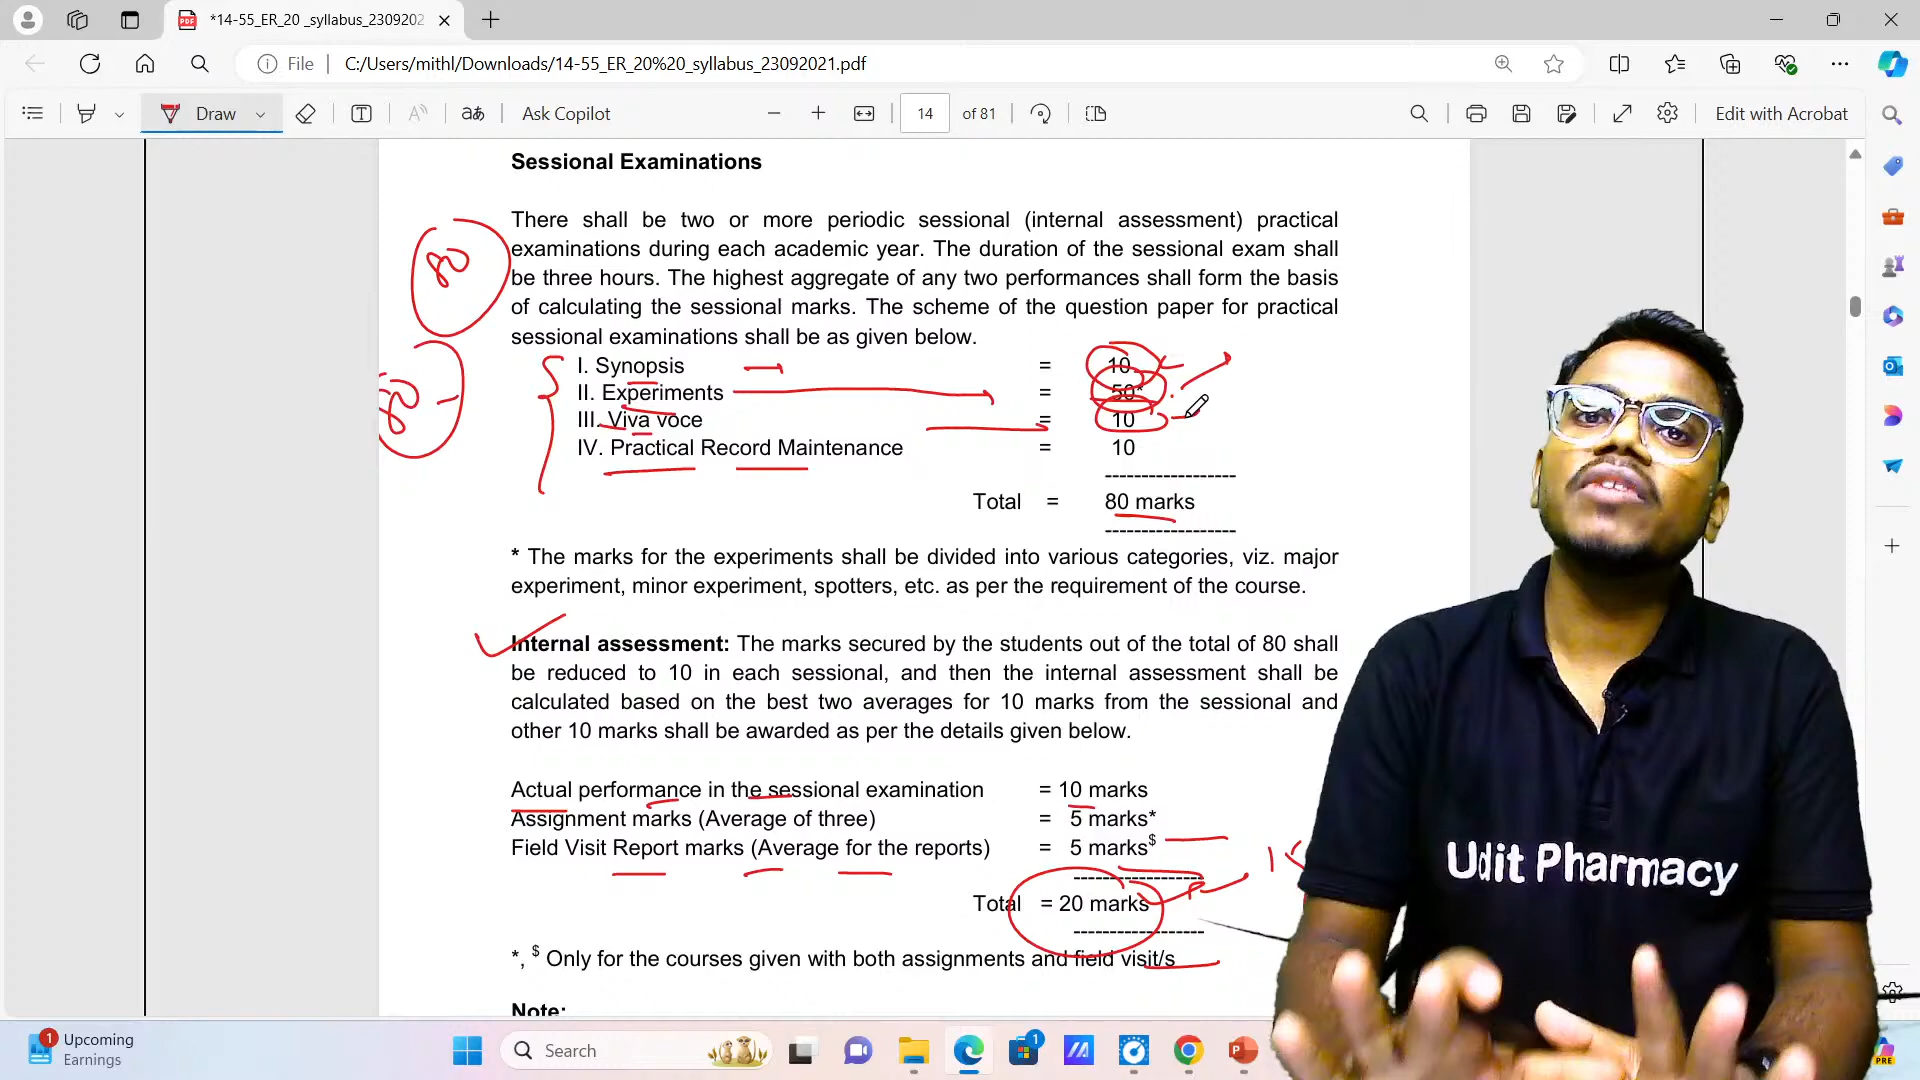 *14-55_ER_20 _syllabus_2309202
File
C:/Users/mithl/Downloads/14-55_ER_20%20_syllabus_23092021.pdf
Draw
Ask Copilot
14 of 81
Edit with Acrobat
Sessional Examinations
There shall be two or more periodic sessional (internal assessment) practical
examinations during each academic year. The duration of the sessional exam shall
be three hours. The highest aggregate of any two performances shall form the basis
of calculating the sessional marks. The scheme of the question paper for practical
sessional examinations shall be as given below.
I. Synopsis = 10
II. Experiments = 50*
III. Viva voce = 10
IV. Practical Record Maintenance = 10
Total = 80 marks
80
80
* The marks for the experiments shall be divided into various categories, viz. major
experiment, minor experiment, spotters, etc. as per the requirement of the course.
Internal assessment: The marks secured by the students out of the total of 80 shall
be reduced to 10 in each sessional, and then the internal assessment shall be
calculated based on the best two averages for 10 marks from the sessional and
other 10 marks shall be awarded as per the details given below.
Actual performance in the sessional examination = 10 marks
Assignment marks (Average of three) = 5 marks*
Field Visit Report marks (Average for the reports) = 5 marks$
Total = 20 marks
*, $ Only for the courses given with both assignments and field visit/s
Note:
Udit Pharmacy
1
Upcoming
Earnings
Search
1
PRE